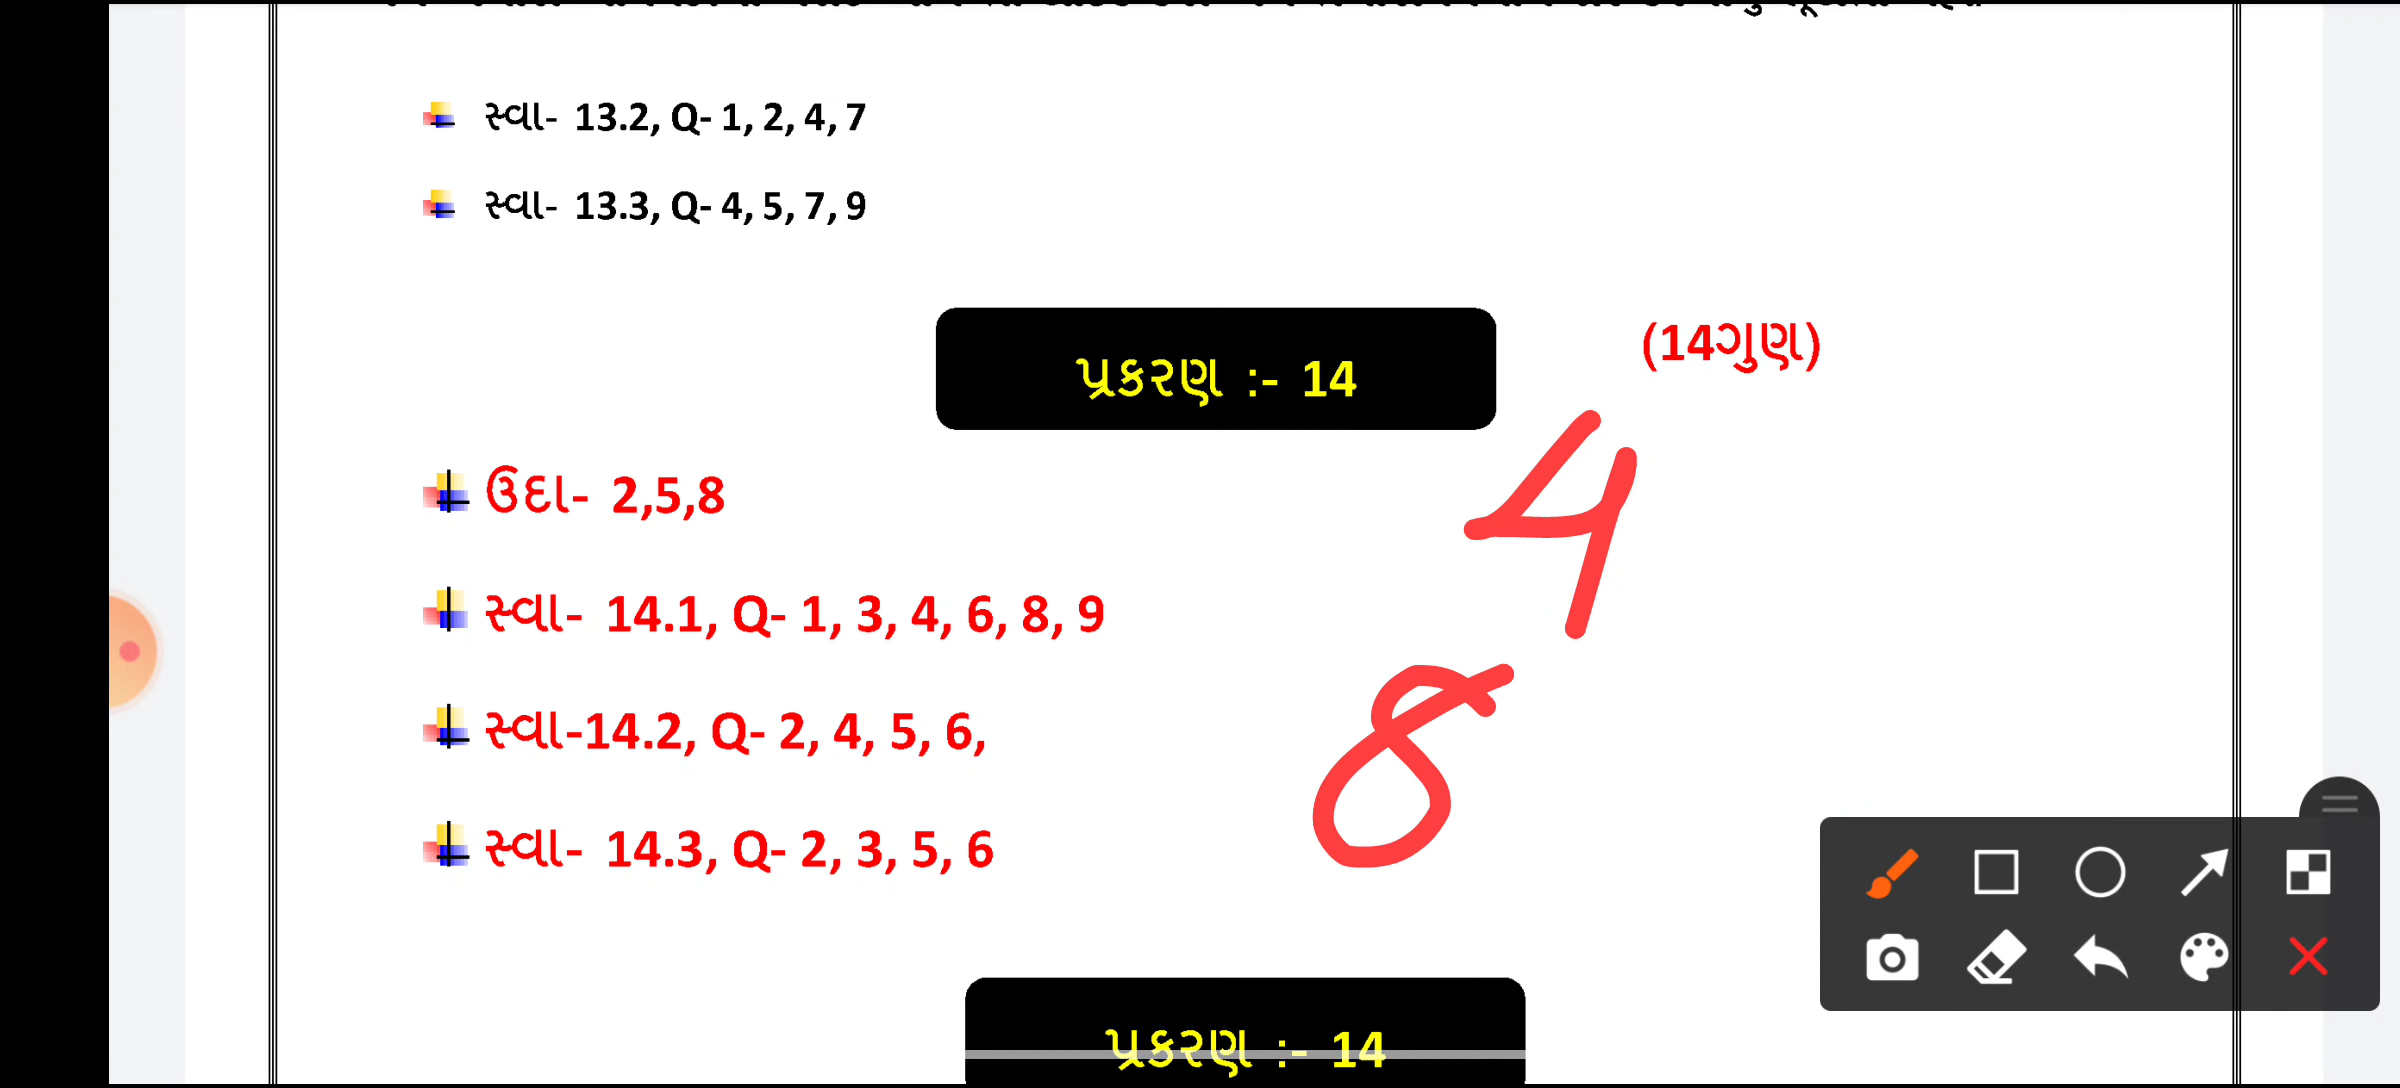 સ્વા- 13.2, Q- 1, 2, 4, 7
સ્વા- 13.3, Q- 4, 5, 7, 9
પ્રકરણ :- 14
(14ગુણ)
4
ઉદા- 2,5,8
સ્વા- 14.1, Q- 1, 3, 4, 6, 8, 9
8
સ્વા-14.2, Q- 2, 4, 5, 6,
સ્વા- 14.3, Q- 2, 3, 5, 6
પ્રકરણ :- 14